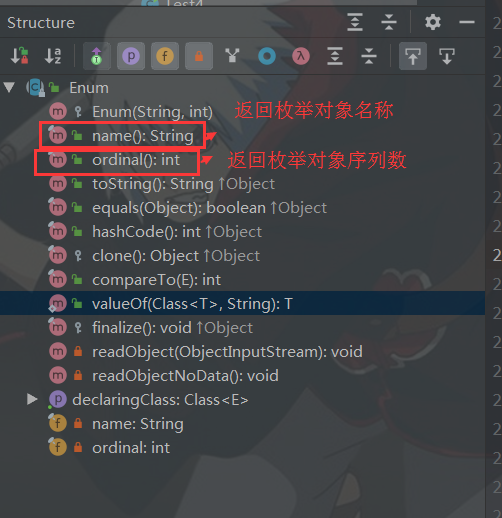 Test4
Structure
Enum
Enum(String, int) 返回枚举对象名称
name(): String
ordinal(): int 返回枚举对象序列数
toString(): String ↑Object
equals(Object): boolean ↑Object
hashCode(): int ↑Object
clone(): Object ↑Object
compareTo(E): int
valueOf(Class<T>, String): T
finalize(): void ↑Object
readObject(ObjectInputStream): void
readObjectNoData(): void
declaringClass: Class<E>
name: String
ordinal: int